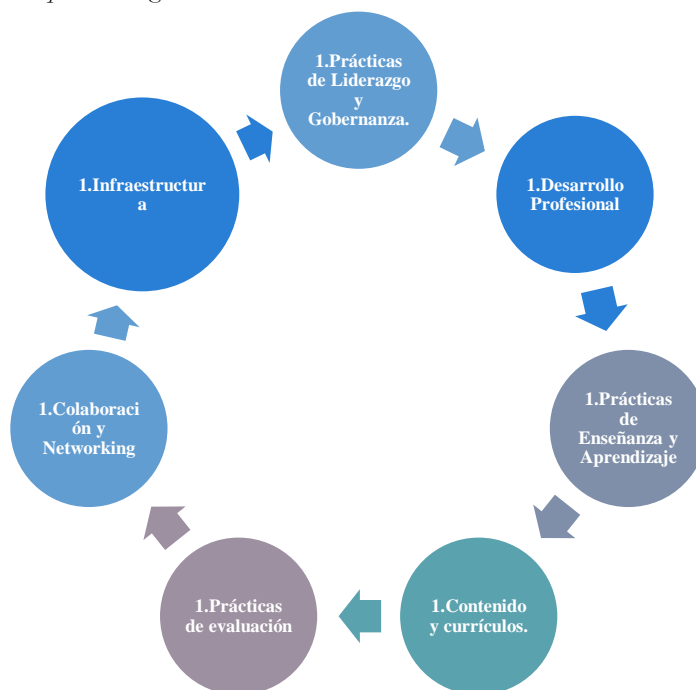 1.Prácticas
de Liderazgo
y
Gobernanza.
1.Desarrollo
Profesional
1.Prácticas
de
Enseñanza y
Aprendizaje
1.Contenido
y currículos.
1.Prácticas
de evaluación
1.Colaboraci
ón y
Networking
1.Infraestructur
a